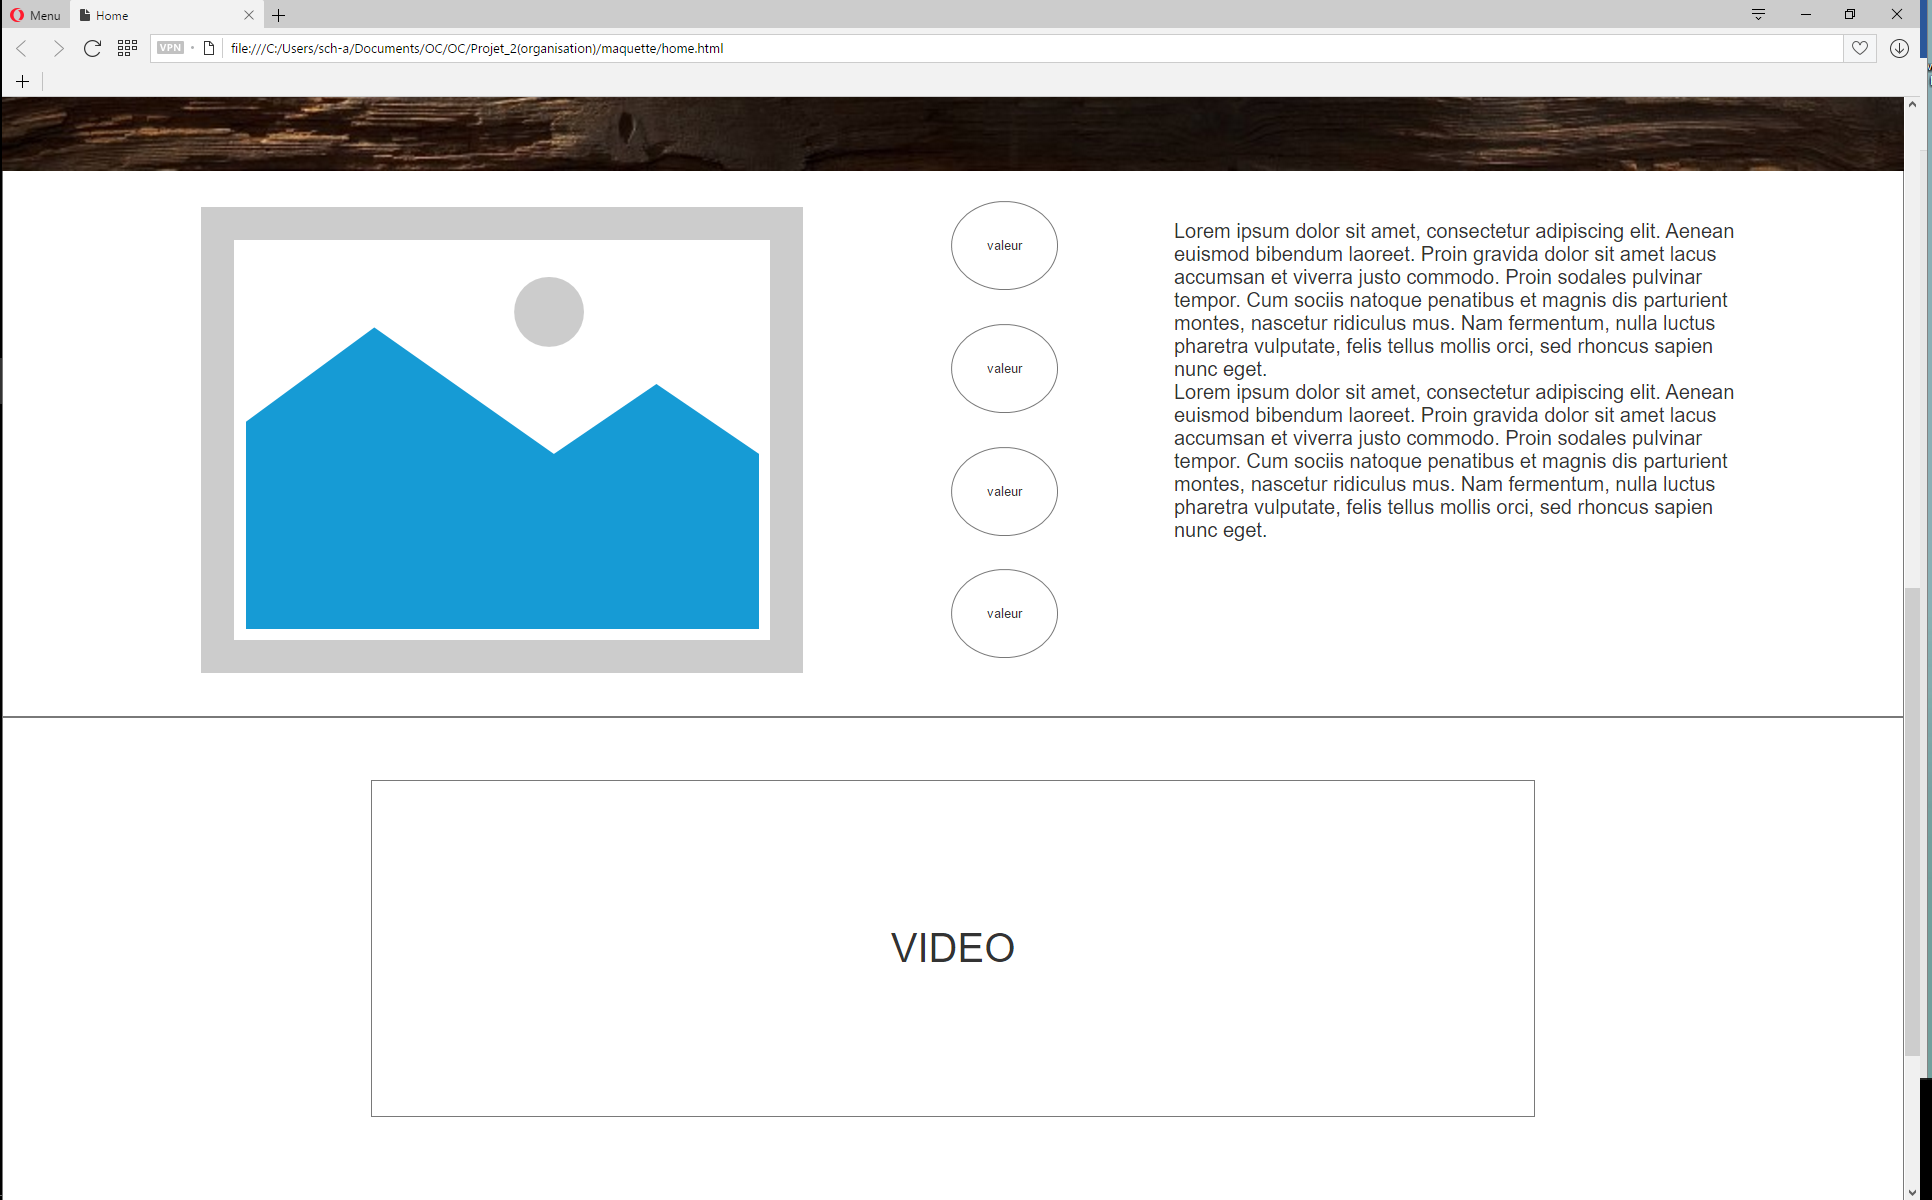 Menu
Home
VPN
file:///C:/Users/sch-a/Documents/OC/OC/Projet_2(organisation)/maquette/home.html
valeur
valeur
valeur
valeur
Lorem ipsum dolor sit amet, consectetur adipiscing elit. Aenean
euismod bibendum laoreet. Proin gravida dolor sit amet lacus
accumsan et viverra justo commodo. Proin sodales pulvinar
tempor. Cum sociis natoque penatibus et magnis dis parturient
montes, nascetur ridiculus mus. Nam fermentum, nulla luctus
pharetra vulputate, felis tellus mollis orci, sed rhoncus sapien
nunc eget.
Lorem ipsum dolor sit amet, consectetur adipiscing elit. Aenean
euismod bibendum laoreet. Proin gravida dolor sit amet lacus
accumsan et viverra justo commodo. Proin sodales pulvinar
tempor. Cum sociis natoque penatibus et magnis dis parturient
montes, nascetur ridiculus mus. Nam fermentum, nulla luctus
pharetra vulputate, felis tellus mollis orci, sed rhoncus sapien
nunc eget.
VIDEO